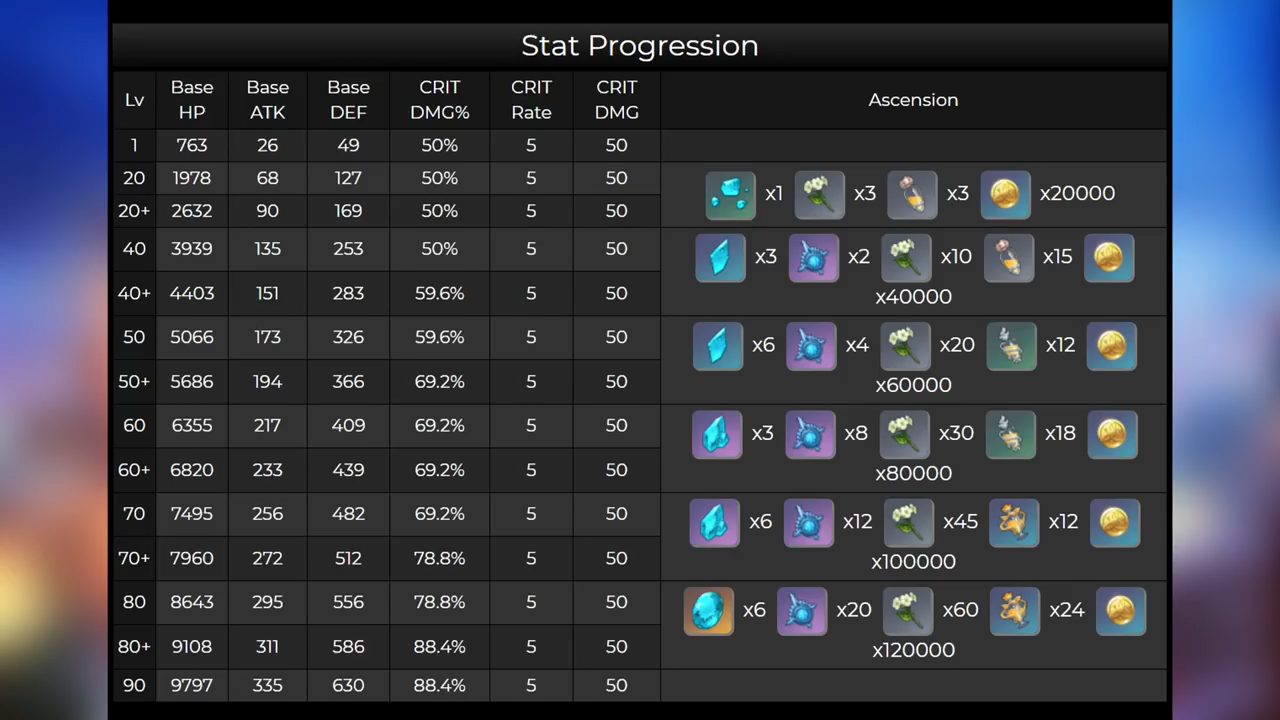 Stat Progression
Lv Base HP Base ATK Base DEF CRIT DMG% CRIT Rate CRIT DMG Ascension
1 763 26 49 50% 5 50
20 1978 68 127 50% 5 50
x1 x3 x3 x20000
20+ 2632 90 169 50% 5 50
40 3939 135 253 50% 5 50
x3 x2 x10 x15
x40000
40+ 4403 151 283 59.6% 5 50
50 5066 173 326 59.6% 5 50
x6 x4 x20 x12
x60000
50+ 5686 194 366 69.2% 5 50
60 6355 217 409 69.2% 5 50
x3 x8 x30 x18
x80000
60+ 6820 233 439 69.2% 5 50
70 7495 256 482 69.2% 5 50
x6 x12 x45 x12
x100000
70+ 7960 272 512 78.8% 5 50
80 8643 295 556 78.8% 5 50
x6 x20 x60 x24
x120000
80+ 9108 311 586 88.4% 5 50
90 9797 335 630 88.4% 5 50